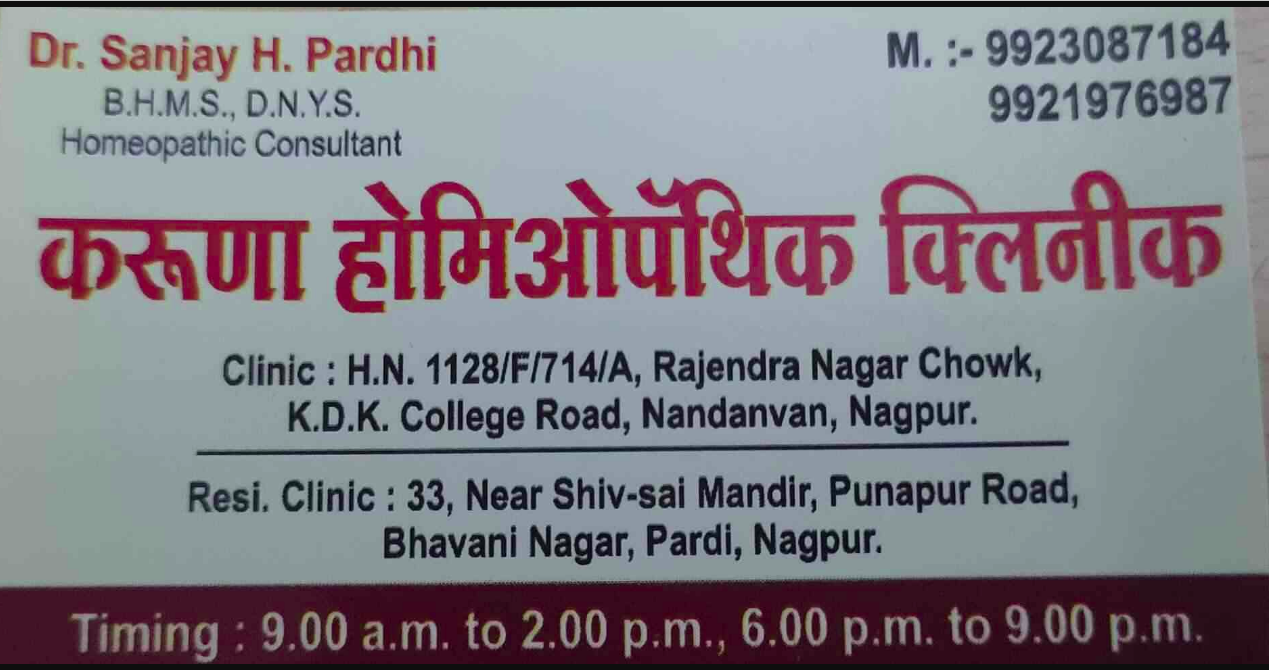 Dr. Sanjay H. Pardhi
B.H.M.S., D.N.Y.S.
Homeopathic Consultant
M. :- 9923087184
9921976987
करूणा होमिओपॅथिक क्लिनीक
Clinic : H.N. 1128/F/714/A, Rajendra Nagar Chowk,
K.D.K. College Road, Nandanvan, Nagpur.
Resi. Clinic : 33, Near Shiv-sai Mandir, Punapur Road,
Bhavani Nagar, Pardi, Nagpur.
Timing : 9.00 a.m. to 2.00 p.m., 6.00 p.m. to 9.00 p.m.